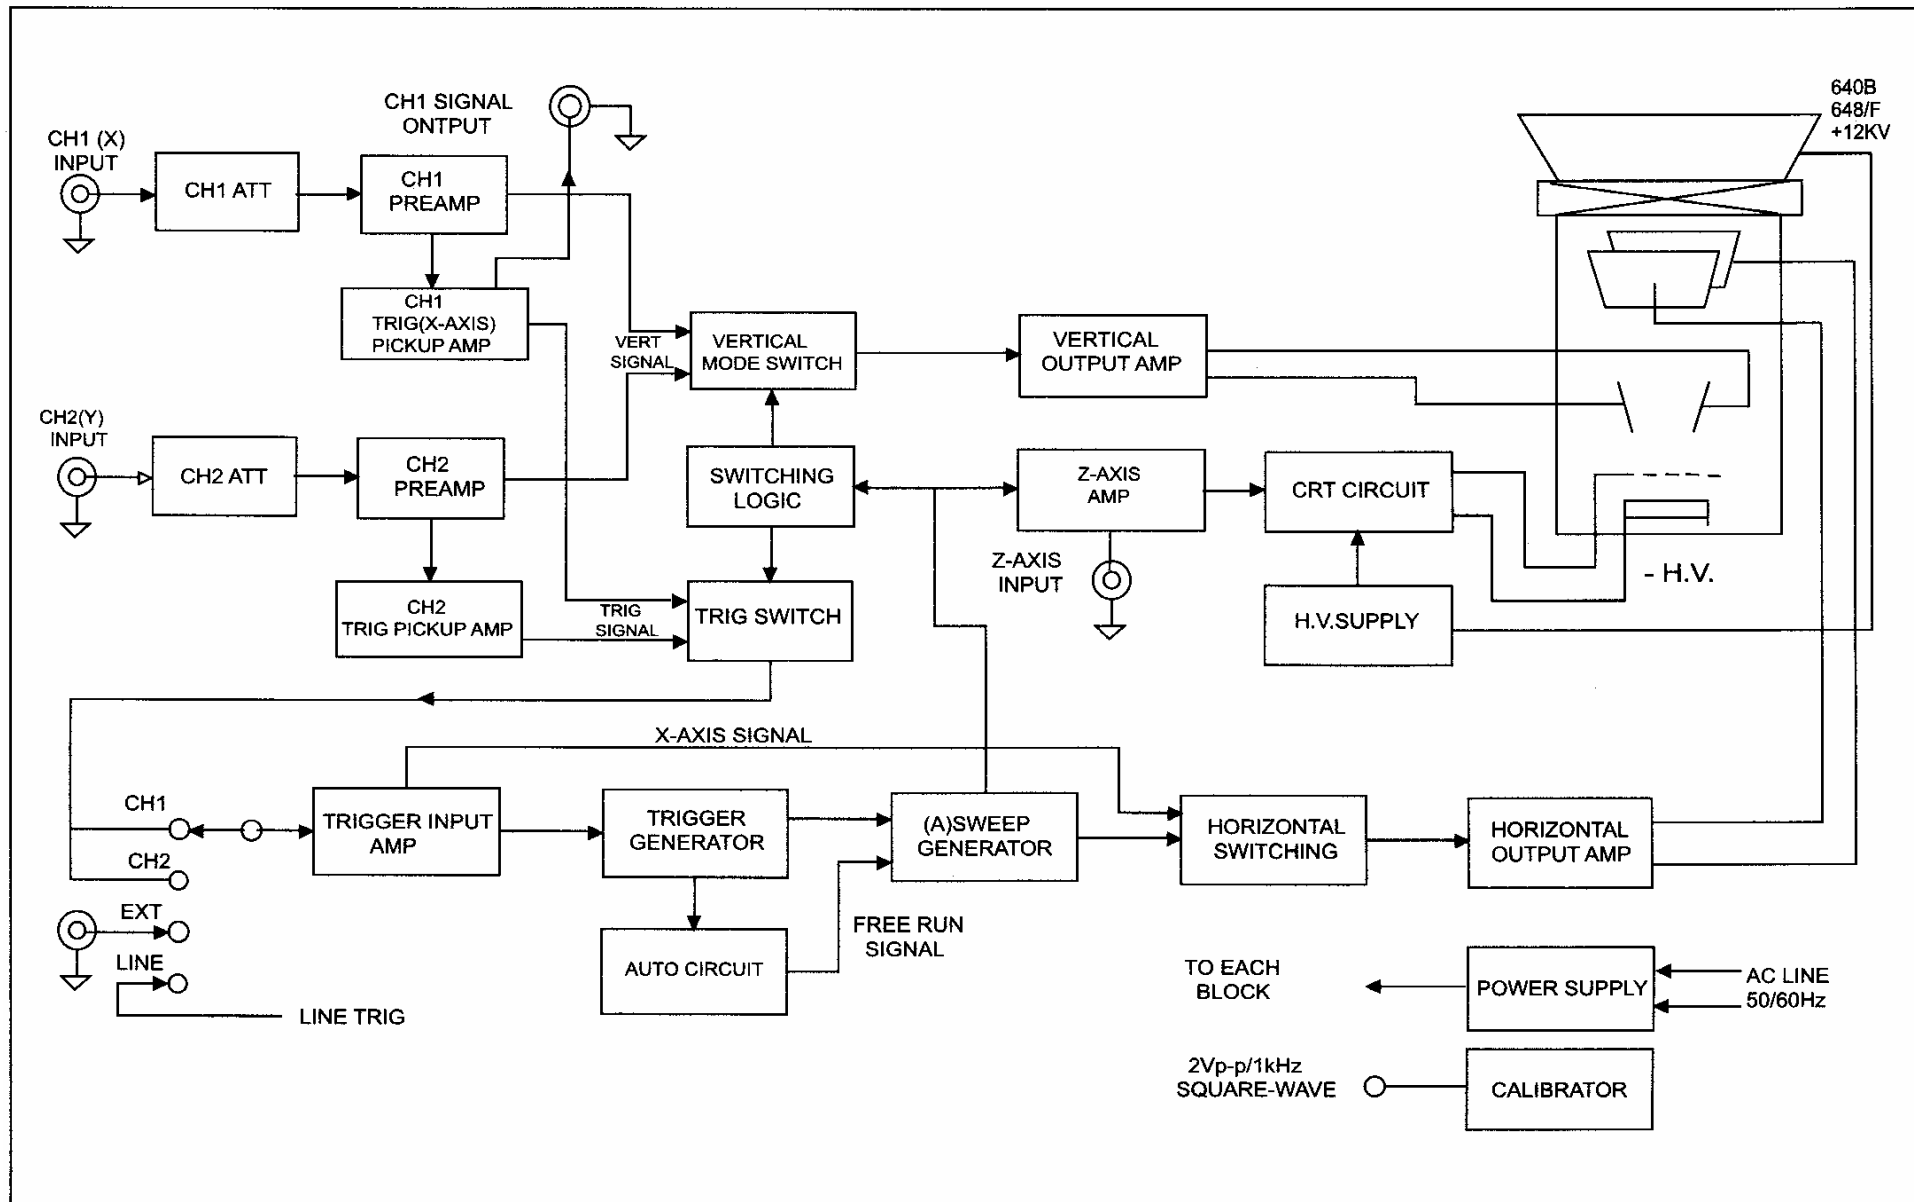 CH1 SIGNAL
ONTPUT
640B
648/F
+12KV
CH1 (X)
INPUT
CH1 ATT
CH1
PREAMP
CH1
TRIG(X-AXIS)
PICKUP AMP
VERT
SIGNAL
VERTICAL
MODE SWITCH
VERTICAL
OUTPUT AMP
CH2(Y)
INPUT
CH2 ATT
CH2
PREAMP
SWITCHING
LOGIC
Z-AXIS
AMP
CRT CIRCUIT
Z-AXIS
INPUT
- H.V.
CH2
TRIG PICKUP AMP
TRIG
SIGNAL
TRIG SWITCH
H.V.SUPPLY
X-AXIS SIGNAL
CH1
TRIGGER INPUT
AMP
TRIGGER
GENERATOR
(A)SWEEP
GENERATOR
HORIZONTAL
SWITCHING
HORIZONTAL
OUTPUT AMP
CH2
EXT
LINE
LINE TRIG
AUTO CIRCUIT
FREE RUN
SIGNAL
TO EACH
BLOCK
POWER SUPPLY
AC LINE
50/60Hz
2Vp-p/1kHz
SQUARE-WAVE
CALIBRATOR